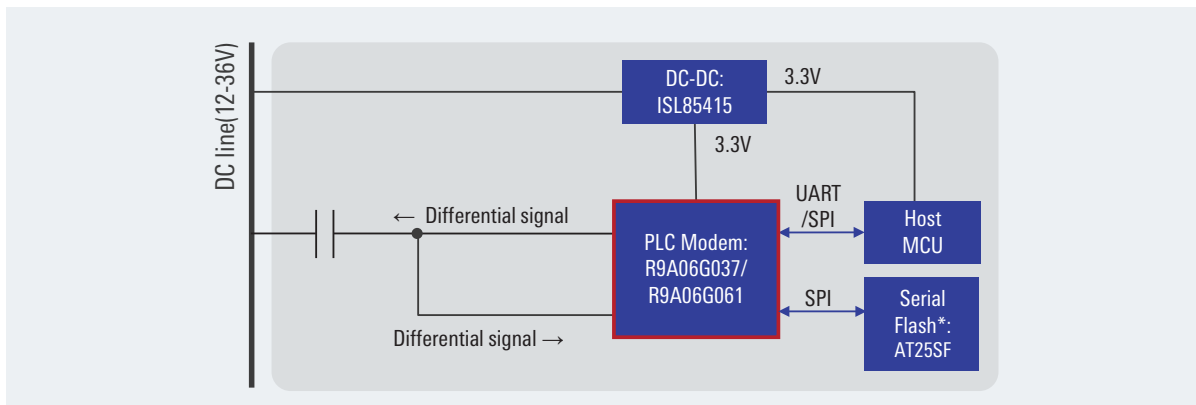 DC line(12-36V)
DC-DC:
ISL85415
3.3V
3.3V
← Differential signal
PLC Modem:
R9A06G037/
R9A06G061
UART
/SPI
Host
MCU
SPI
Serial
Flash*:
AT25SF
Differential signal →